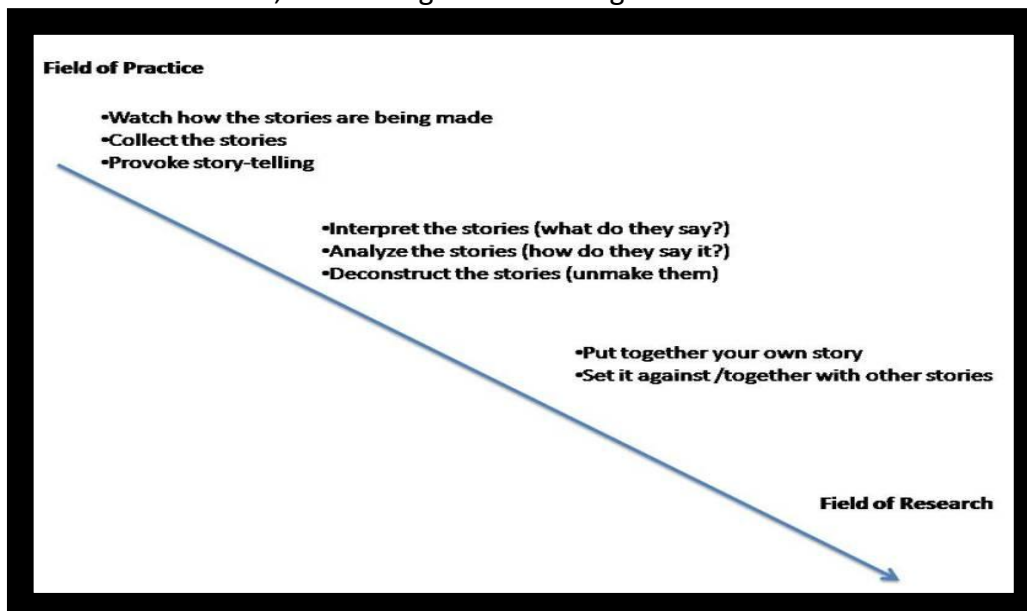 Field of Practice
•Watch how the stories are being made
•Collect the stories
•Provoke story-telling
•Interpret the stories (what do they say?)
•Analyze the stories (how do they say it?)
•Deconstruct the stories (unmake them)
•Put together your own story
•Set it against /together with other stories
Field of Research